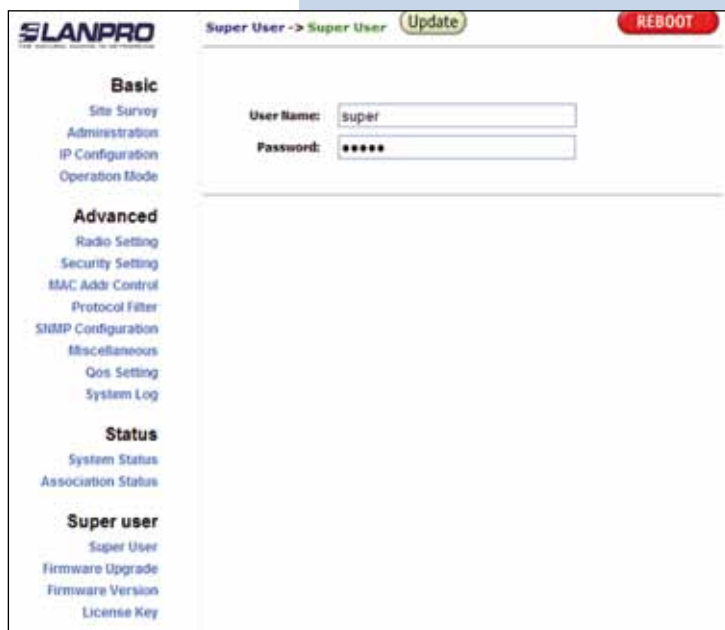 LANPRO
Super User -> Super User
Update
REBOOT
Basic
Site Survey
Administration
IP Configuration
Operation Mode
Advanced
Radio Setting
Security Setting
MAC Addr Control
Protocol Filter
SNMP Configuration
Miscellaneous
Qos Setting
System Log
Status
System Status
Association Status
Super user
Super User
Firmware Upgrade
Firmware Version
License Key
User Name: super
Password: •••••